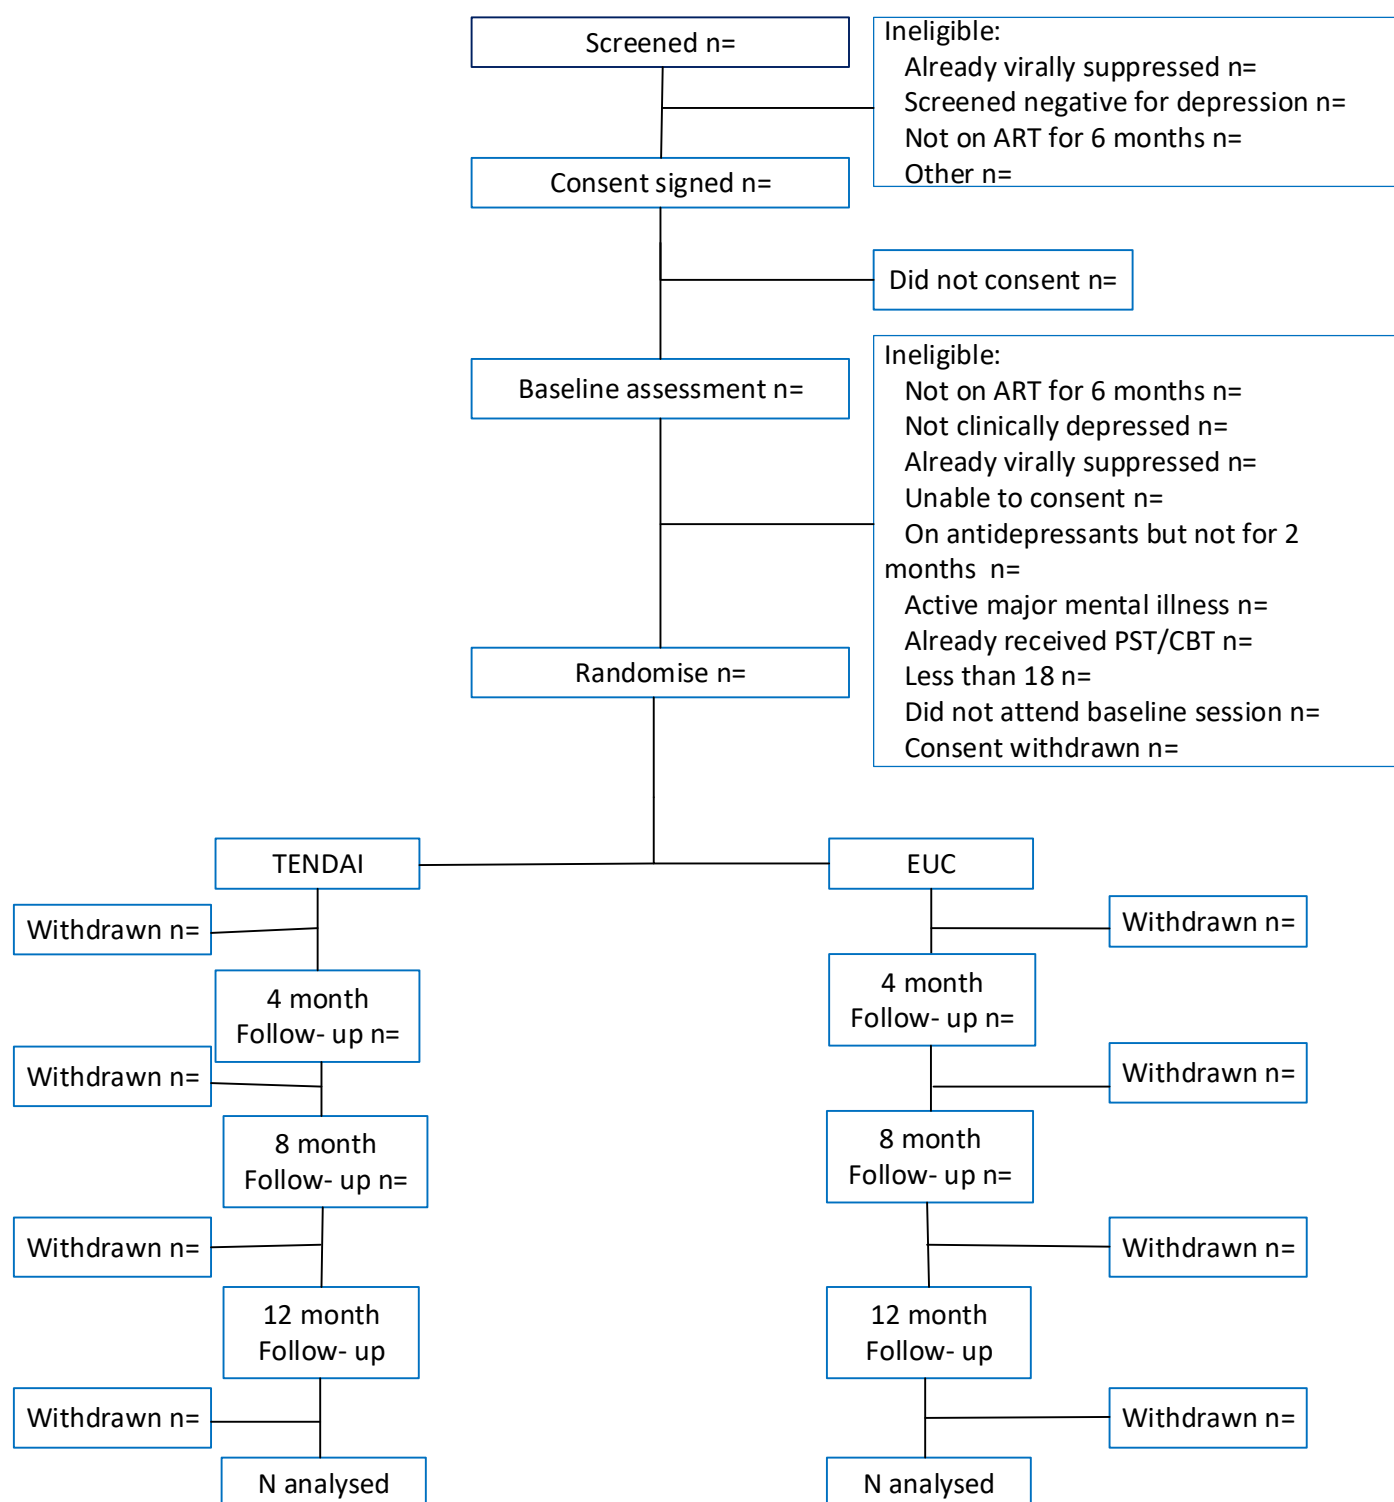 Screened n=
Ineligible:
Already virally suppressed n=
Screened negative for depression n=
Not on ART for 6 months n=
Other n=
Consent signed n=
Did not consent n=
Baseline assessment n=
Ineligible:
Not on ART for 6 months n=
Not clinically depressed n=
Already virally suppressed n=
Unable to consent n=
On antidepressants but not for 2
months  n=
Active major mental illness n=
Already received PST/CBT n=
Less than 18 n=
Did not attend baseline session n=
Consent withdrawn n=
Randomise n=
TENDAI
EUC
Withdrawn n=
Withdrawn n=
4 month
Follow- up n=
4 month
Follow- up n=
Withdrawn n=
Withdrawn n=
8 month
Follow- up n=
8 month
Follow- up n=
Withdrawn n=
Withdrawn n=
12 month
Follow- up
12 month
Follow- up
Withdrawn n=
Withdrawn n=
N analysed
N analysed